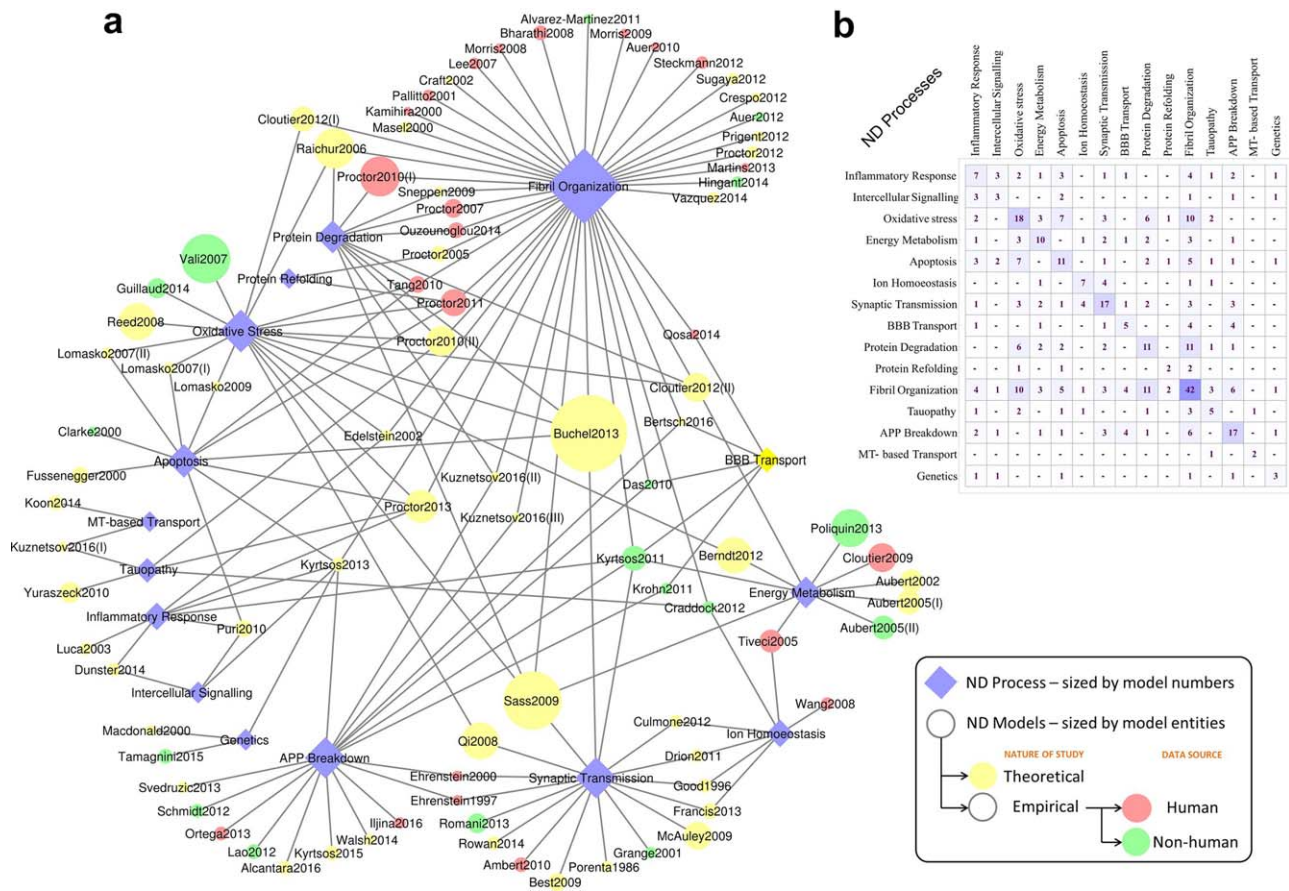 a
Alvarez-Martinez2011
Bharathi2008
Morris2009
Morris2008
Auer2010
Lee2007
Steckmann2012
Craft2002
Sugaya2012
Pallitto2001
Crespo2012
Kamihira2000
Auer2012
Masel2000
Cloutier2012(I)
Prigent2012
Raichur2006
Proctor2012
Proctor2010(I)
Martins2013
Fibril Organization
Sneppen2009
Hingant2014
Vazquez2014
Proctor2007
Protein Degradation
Ouzounoglou2014
Proctor2005
Vali2007
Protein Refolding
Tang2010
Guillaud2014
Proctor2011
Reed2008
Oxidative Stress
Qosa2014
Proctor2010(II)
Lomasko2007(II)
Lomasko2007(I)
Lomasko2009
Cloutier2012(II)
Bertsch2016
Clarke2000
Edelstein2002
Buchel2013
Apoptosis
BBB Transport
Fussenegger2000
Kuznetsov2016(II)
Das2010
Koon2014
Proctor2013
MT-based Transport
Kuznetsov2016(III)
Poliquin2013
Kuznetsov2016(I)
Kyrtsos2011
Berndt2012
Cloutier2009
Tauopathy
Kyrtsos2013
Aubert2002
Yuraszeck2010
Krohn2011
Energy Metabolism
Aubert2005(I)
Inflammatory Response
Craddock2012
Puri2010
Aubert2005(II)
Luca2003
Tiveci2005
Dunster2014
Intercellular Signalling
Sass2009
Wang2008
Macdonald2000
Culmone2012
Genetics
Qi2008
Ion Homoeostasis
Tamagnini2015
APP Breakdown
Drion2011
Svedruzic2013
Ehrenstein2000
Synaptic Transmission
Good1996
Schmidt2012
Ehrenstein1997
Francis2013
Ortega2013
Iljina2016
Romani2013
McAuley2009
Lao2012
Walsh2014
Rowan2014
Kyrtsos2015
Grange2001
Alcantara2016
Ambert2010
Porenta1986
Best2009
b
ND Processes
Inflammatory Response
Intercellular Signalling
Oxidative stress
Energy Metabolism
Apoptosis
Ion Homoeostasis
Synaptic Transmission
BBB Transport
Protein Degradation
Protein Refolding
Fibril Organization
Tauopathy
APP Breakdown
MT- based Transport
Genetics
Inflammatory Response 7 3 2 1 3 - 1 1 - - 4 1 2 - 1
Intercellular Signalling 3 3 - - 2 - - - - - 1 - 1 - 1
Oxidative stress 2 - 18 3 7 - 3 - 6 1 10 2 - - -
Energy Metabolism 1 - 3 10 - 1 2 1 2 - 3 - 1 - -
Apoptosis 3 2 7 - 11 - 1 - 2 1 5 1 1 - 1
Ion Homoeostasis - - - 1 - 7 4 - - - 1 1 - - -
Synaptic Transmission 1 - 3 2 1 4 17 1 2 - 3 - 3 - -
BBB Transport 1 - - 1 - - 1 5 - - 4 - 4 - -
Protein Degradation - - 6 2 2 - 2 - 11 - 11 1 1 - -
Protein Refolding - - 1 - 1 - - - - 2 2 - - - -
Fibril Organization 4 1 10 3 5 1 3 4 11 2 42 3 6 - 1
Tauopathy 1 - 2 - 1 1 - - 1 - 3 5 - 1 -
APP Breakdown 2 1 - 1 1 - 3 4 1 - 6 - 17 - 1
MT- based Transport - - - - - - - - - - - 1 - 2 -
Genetics 1 1 - - 1 - - - - - 1 - 1 - 3
ND Process – sized by model numbers
ND Models – sized by model entities
NATURE OF STUDY
DATA SOURCE
Theoretical
Empirical
Human
Non-human